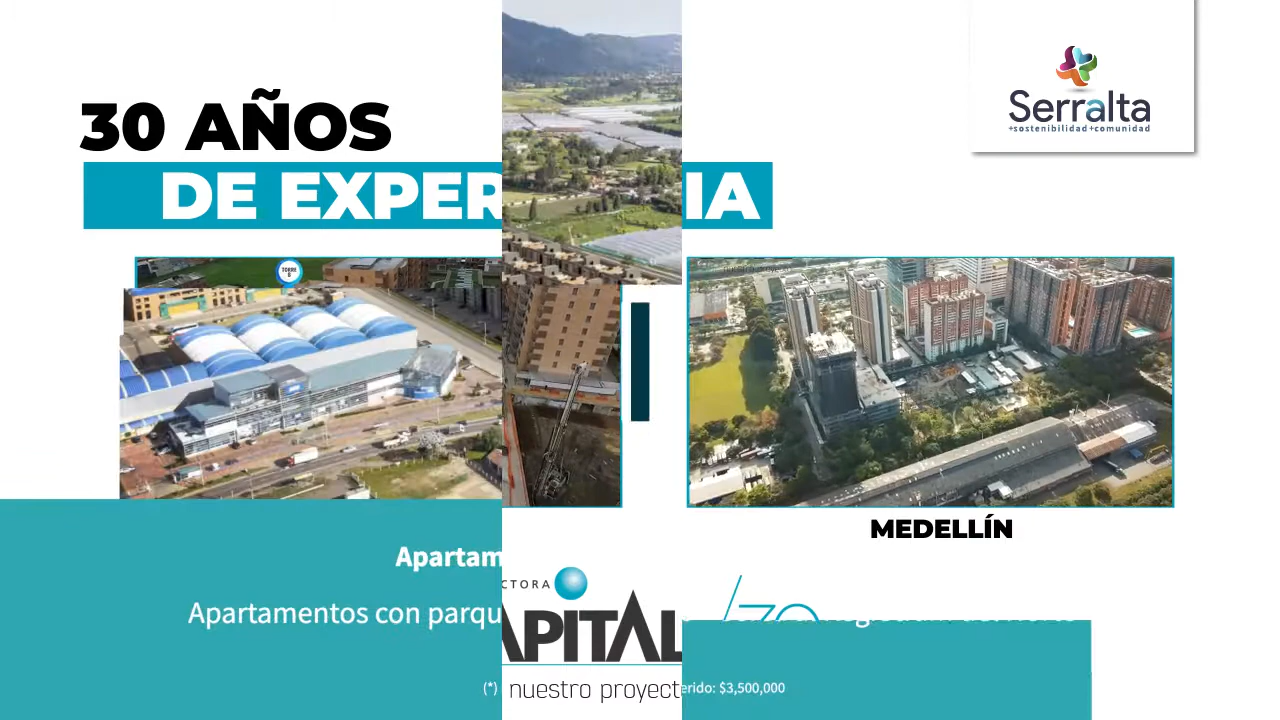 Serralta
+sostenibilidad+comunidad
30 AÑOS
DE EXPER IA
TORRE
MEDELLÍN
Apartam
CTORA
Apartamentos con parqu
APITAL
(*)
nuestro proyect
erido: $3,500,000